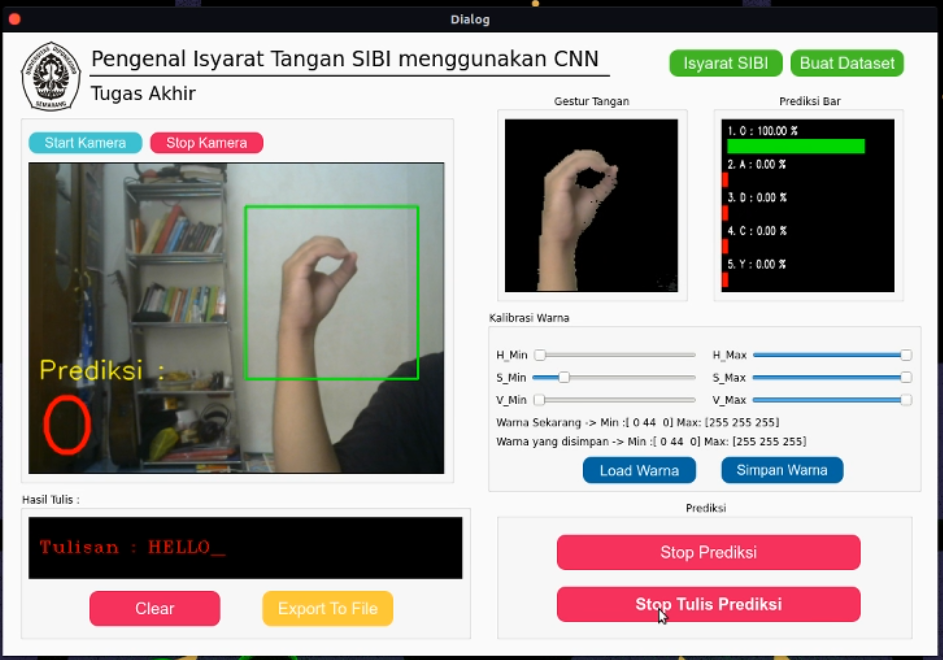 Dialog
Pengenal Isyarat Tangan SIBI menggunakan CNN
Tugas Akhir
Isyarat SIBI
Buat Dataset
SEMARANG
Start Kamera
Stop Kamera
Prediksi :
O
Gestur Tangan
Prediksi Bar
1. O : 100.00 %
2. A : 0.00 %
3. D : 0.00 %
4. C : 0.00 %
5. Y : 0.00 %
Kalibrasi Warna
H_Min
H_Max
S_Min
S_Max
V_Min
V_Max
Warna Sekarang -> Min :[ 0 44  0] Max: [255 255 255]
Warna yang disimpan -> Min :[ 0 44  0] Max: [255 255 255]
Load Warna
Simpan Warna
Hasil Tulis :
Tulisan : HELLO_
Clear
Export To File
Prediksi
Stop Prediksi
Stop Tulis Prediksi